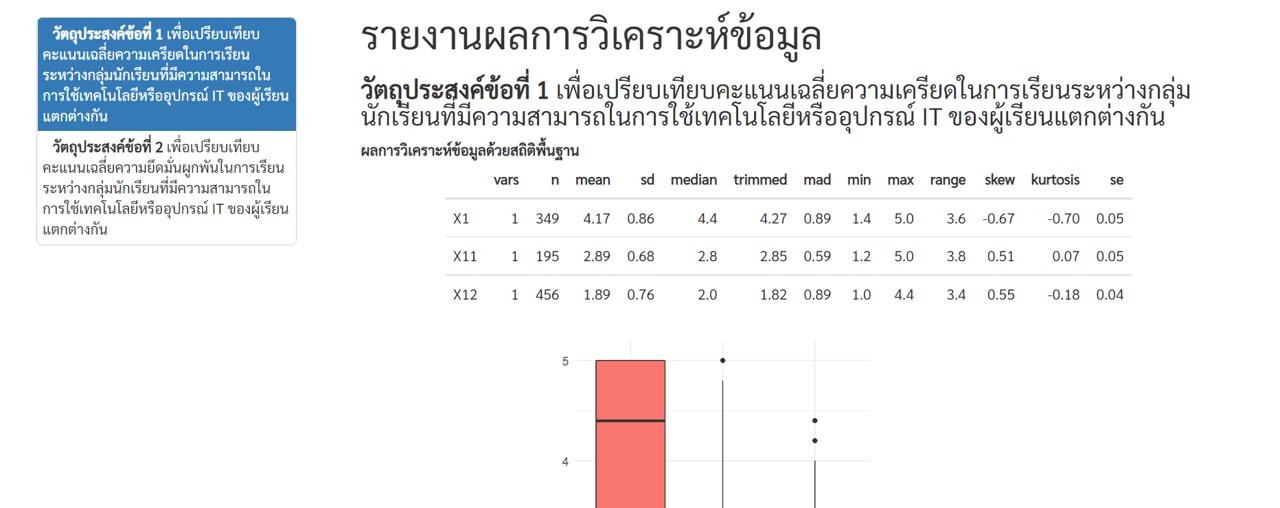 วัตถุประสงค์ข้อที่ 1 เพื่อเปรียบเทียบ
คะแนนเฉลี่ยความเครียดในการเรียน
ระหว่างกลุ่มนักเรียนที่มีความสามารถใน
การใช้เทคโนโลยีหรืออุปกรณ์ IT ของผู้เรียน
แตกต่างกัน
วัตถุประสงค์ข้อที่ 2 เพื่อเปรียบเทียบ
คะแนนเฉลี่ยความยึดมั่นผูกพันในการเรียน
ระหว่างกลุ่มนักเรียนที่มีความสามารถใน
การใช้เทคโนโลยีหรืออุปกรณ์ IT ของผู้เรียน
แตกต่างกัน
รายงานผลการวิเคราะห์ข้อมูล
วัตถุประสงค์ข้อที่ 1 เพื่อเปรียบเทียบคะแนนเฉลี่ยความเครียดในการเรียนระหว่างกลุ่ม
นักเรียนที่มีความสามารถในการใช้เทคโนโลยีหรืออุปกรณ์ IT ของผู้เรียนแตกต่างกัน
ผลการวิเคราะห์ข้อมูลด้วยสถิติพื้นฐาน
vars n mean sd median trimmed mad min max range skew kurtosis se
X1 1 349 4.17 0.86 4.4 4.27 0.89 1.4 5.0 3.6 -0.67 -0.70 0.05
X11 1 195 2.89 0.68 2.8 2.85 0.59 1.2 5.0 3.8 0.51 0.07 0.05
X12 1 456 1.89 0.76 2.0 1.82 0.89 1.0 4.4 3.4 0.55 -0.18 0.04
5
4